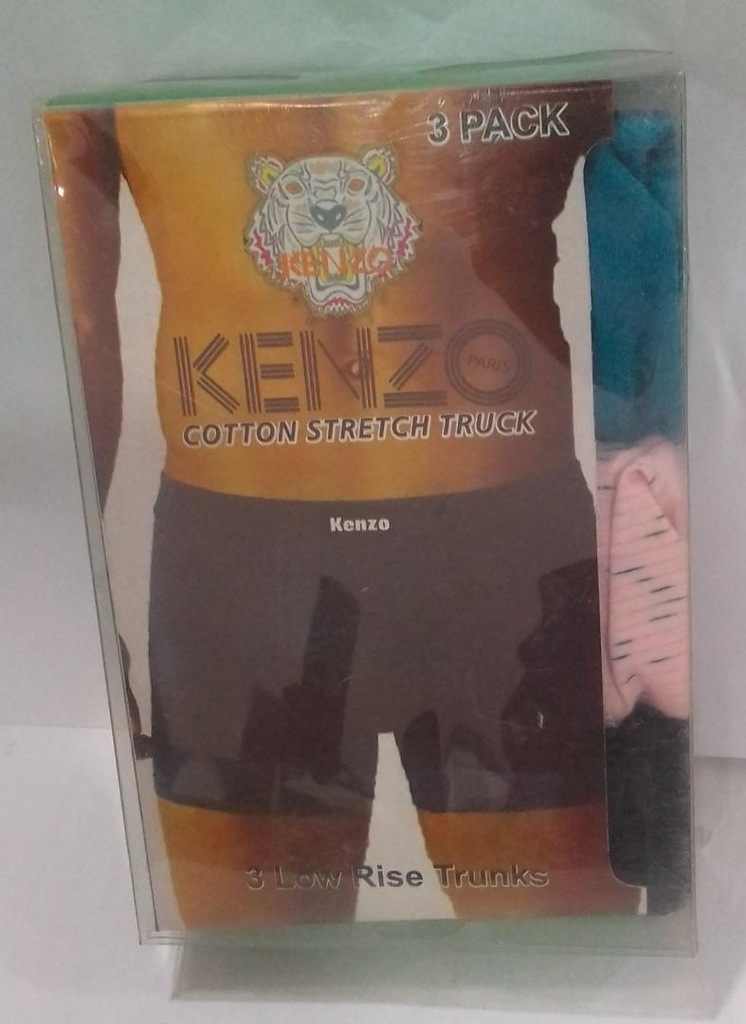 3 PACK
KENZO
KENZO
PARIS
COTTON STRETCH TRUCK
Kenzo
3 Low Rise Trunks